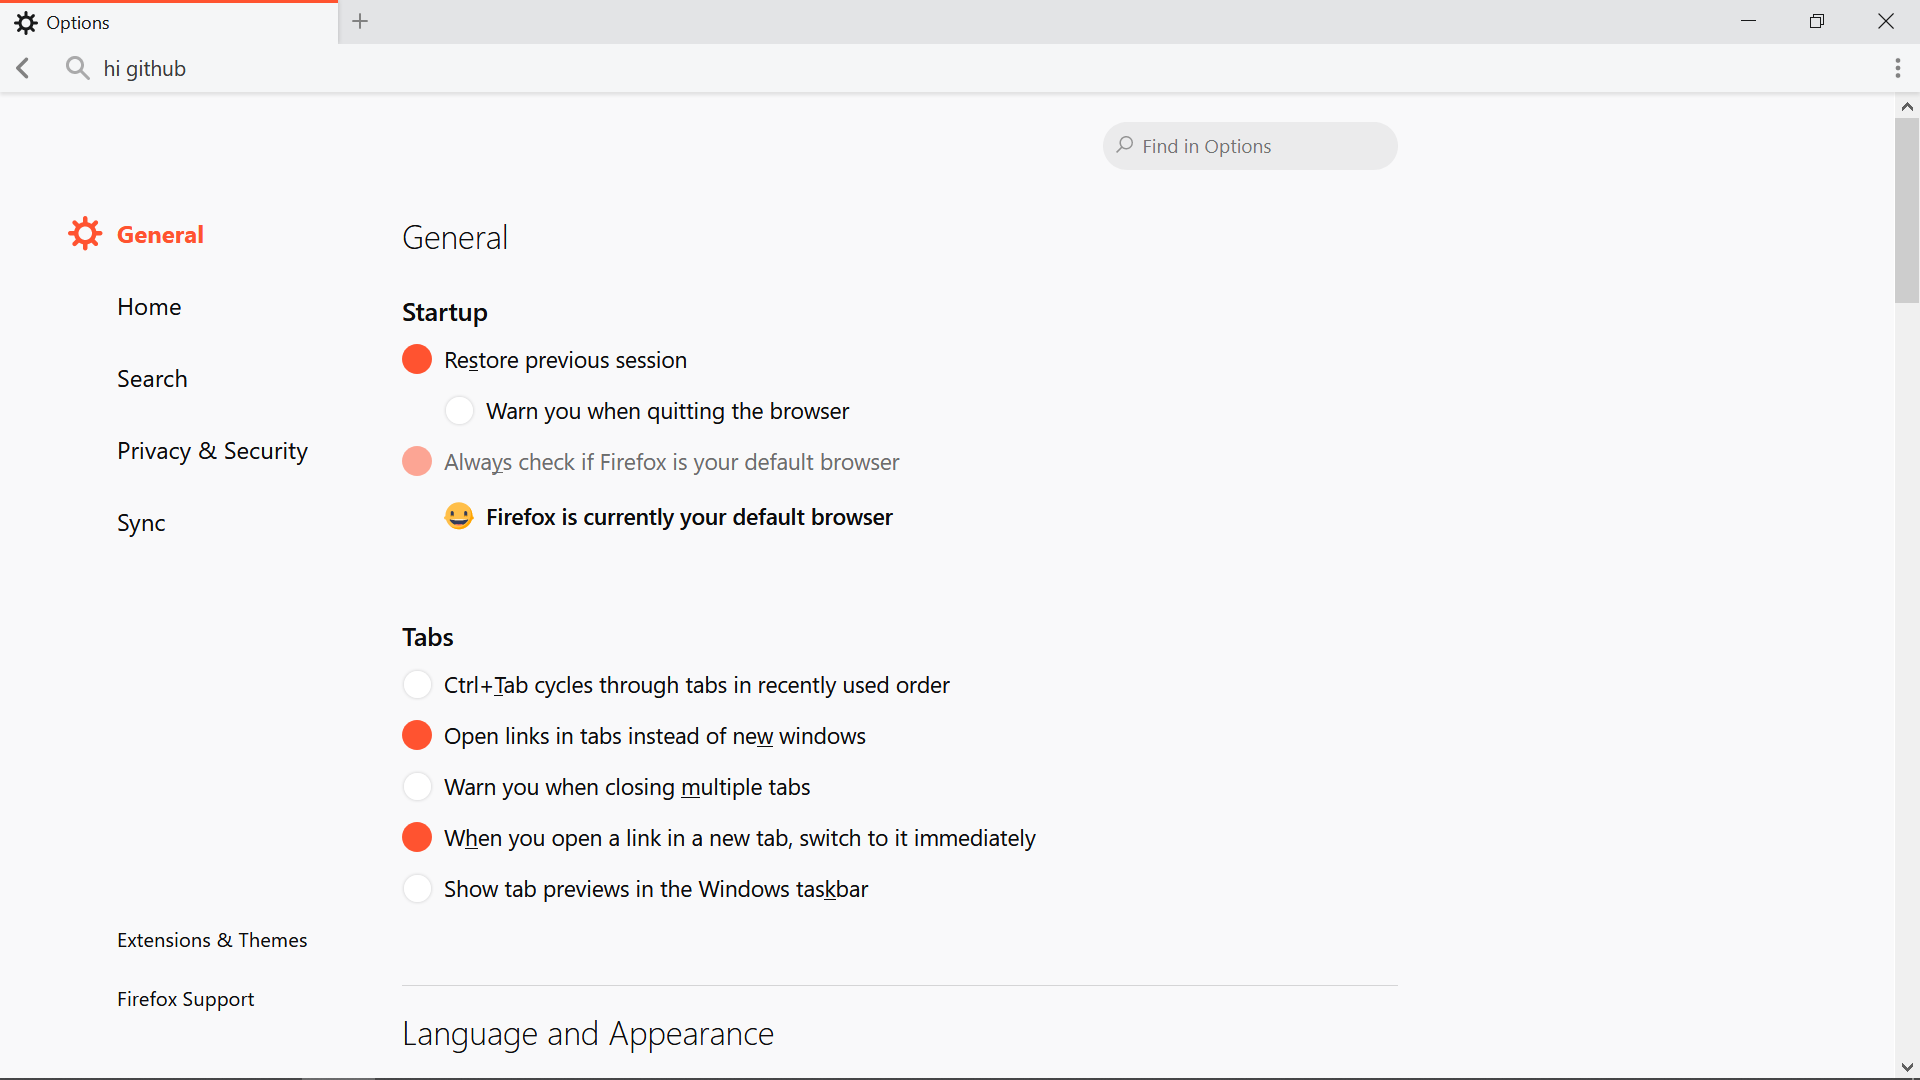 Options
hi github
Find in Options
General
Home
Search
Privacy & Security
Sync
Extensions & Themes
Firefox Support
General
Startup
Restore previous session
Warn you when quitting the browser
Always check if Firefox is your default browser
Firefox is currently your default browser
Tabs
Ctrl+Tab cycles through tabs in recently used order
Open links in tabs instead of new windows
Warn you when closing multiple tabs
When you open a link in a new tab, switch to it immediately
Show tab previews in the Windows taskbar
Language and Appearance